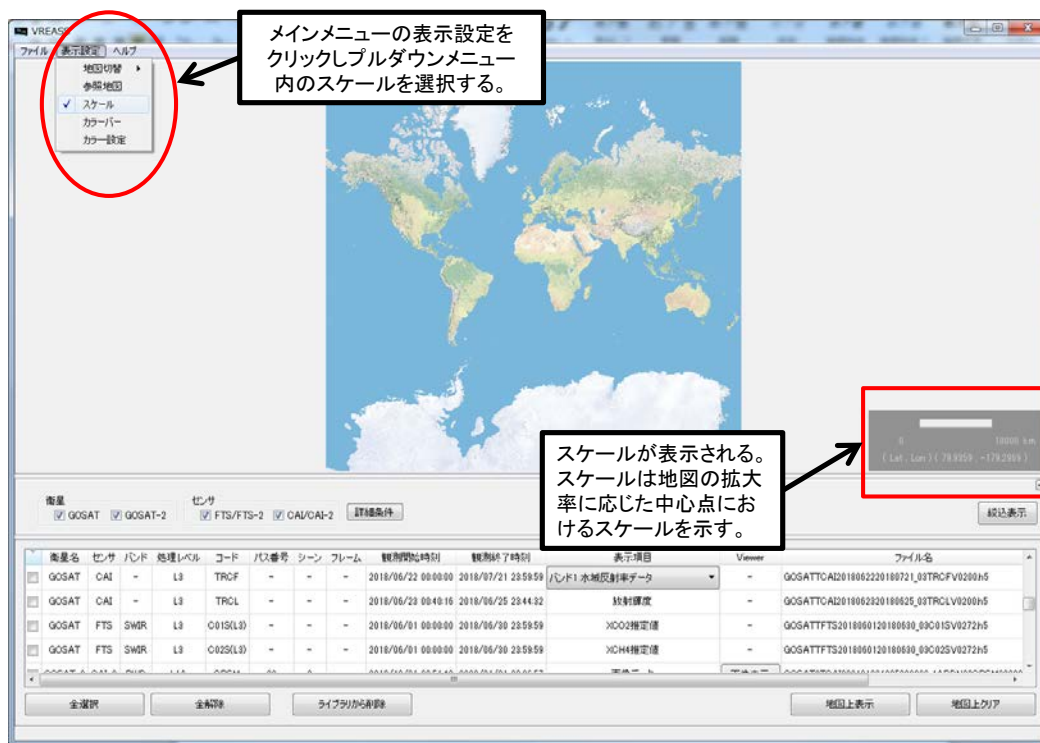 VREAS
メインメニューの表示設定を
クリックしプルダウンメニュー
内のスケールを選択する。
ファイル 表示設定 ヘルプ
地図切替
参照地図
✓ スケール
カラーバー
カラー設定
スケールが表示される。
スケールは地図の拡大
率に応じた中心点にお
けるスケールを示す。
0 10000 km
( Lat. Lon )( 79.9959 , -179.2959 )
衛星 センサ
GOSAT GOSAT-2 FTS/FTS-2 CAI/CAI-2 詳細条件 絞込表示
衛星名 センサ バンド 処理レベル コード パス番号 シーン フレーム 観測開始時刻 観測終了時刻 表示項目 Viewer ファイル名
GOSAT CAI - L3 TRCF - - - 2018/06/22 00:00:00 2018/07/21 23:59:59 バンド1 水域反射率データ - GOSATTCAI2018062220180721_03TRCFV0200.h5
GOSAT CAI - L3 TRCL - - - 2018/06/23 00:40:16 2018/06/25 23:44:32 放射輝度 - GOSATTCAI2018062320180625_03TRCLV0200.h5
GOSAT FTS SWIR L3 C01S(L3) - - - 2018/06/01 00:00:00 2018/06/30 23:59:59 XCO2推定値 - GOSATTFTS2018060120180630_03C01SV0272.h5
GOSAT FTS SWIR L3 C02S(L3) - - - 2018/06/01 00:00:00 2018/06/30 23:59:59 XCH4推定値 - GOSATTFTS2018060120180630_03C02SV0272.h5
全選択 全解除 ライブラリから削除 地図上表示 地図上クリア